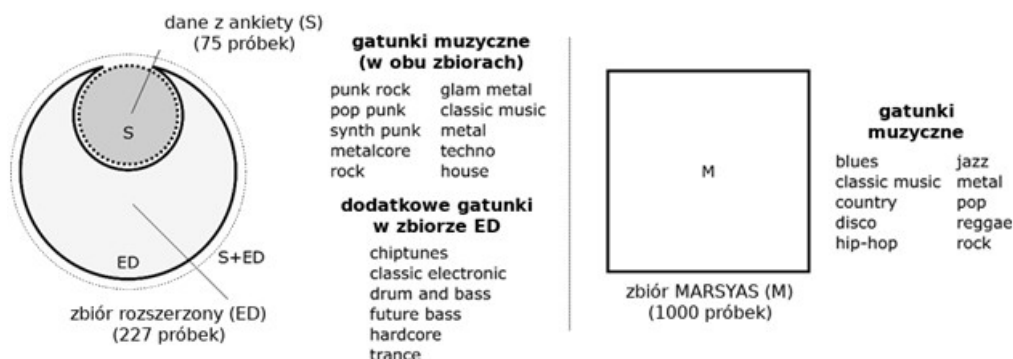 dane z ankiety (S)
(75 próbek)
S
ED
S+ED
zbiór rozszerzony (ED)
(227 próbek)
gatunki muzyczne
(w obu zbiorach)
punk rock glam metal
pop punk classic music
synth punk metal
metalcore techno
rock house
dodatkowe gatunki
w zbiorze ED
chiptunes
classic electronic
drum and bass
future bass
hardcore
trance
M
zbiór MARSYAS (M)
(1000 próbek)
gatunki
muzyczne
blues jazz
classic music metal
country pop
disco reggae
hip-hop rock